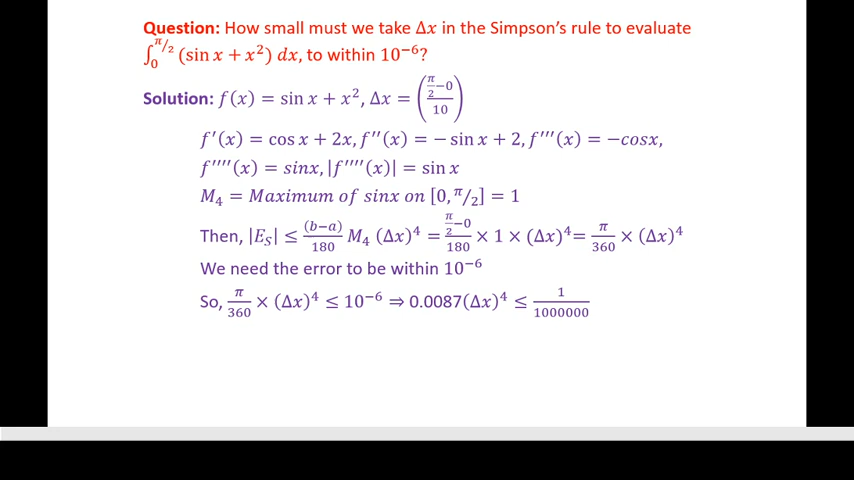 Question: How small must we take Δx in the Simpson's rule to evaluate
∫₀^π/2 (sin x + x²) dx, to within 10⁻⁶?
Solution: f(x) = sin x + x², Δx = ((π/2 − 0)/10)
f′(x) = cos x + 2x, f′′(x) = − sin x + 2, f′′′(x) = −cosx,
f′′′′(x) = sinx, |f′′′′(x)| = sin x
M₄ = Maximum of sinx on [0, π/2] = 1
Then, |E_S| ≤ (b−a)/180 M₄ (Δx)⁴ = (π/2 −0)/180 × 1 × (Δx)⁴= π/360 × (Δx)⁴
We need the error to be within 10⁻⁶
So, π/360 × (Δx)⁴ ≤ 10⁻⁶ ⇒ 0.0087(Δx)⁴ ≤ 1/1000000